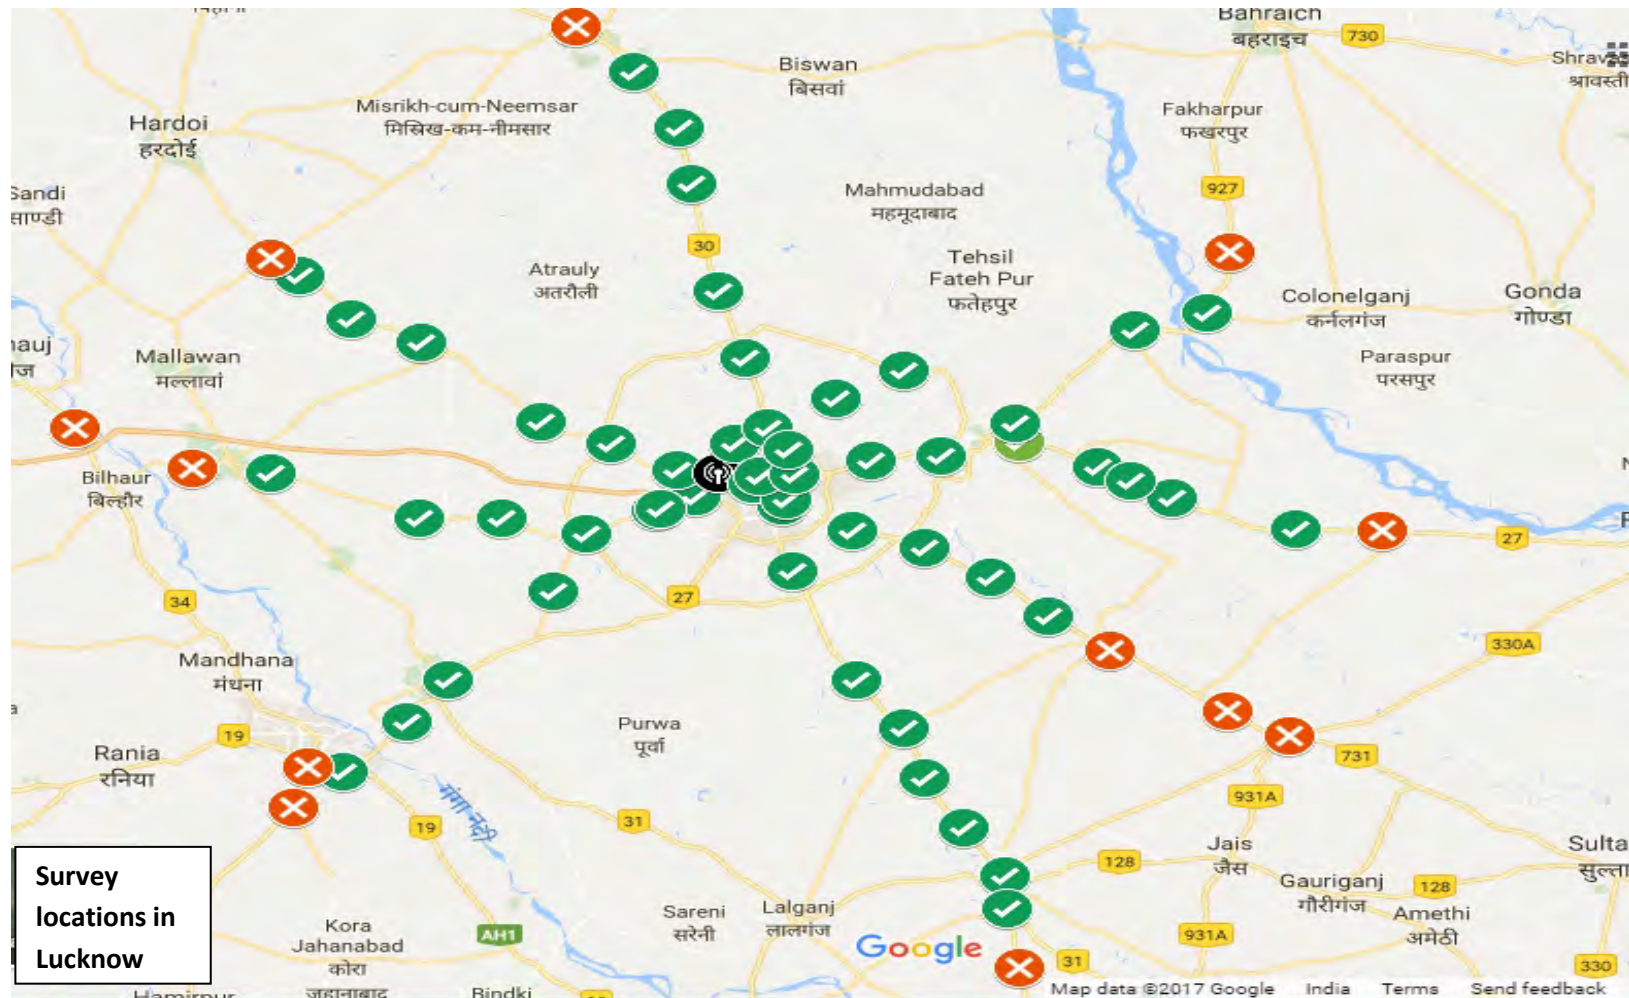 Bahraich
बहराइच
730
Biswan
बिसवां
श्रावस्ती
Misrikh-cum-Neemsar
मिस्रिख-कम-नीमसार
Fakharpur
फखरपुर
Hardoi
हरदोई
927
Sandi
साण्डी
Mahmudabad
महमूदाबाद
30
Tehsil
Fateh Pur
फतेहपुर
Atrauly
अतरौली
Colonelganj
कर्नलगंज
Gonda
गोण्डा
Mallawan
मल्लावां
Paraspur
परसपुर
Bilhaur
बिल्हौर
27
34
27
330A
Mandhana
मंधना
Purwa
पूर्वा
19
Rania
रनिया
731
931A
गंगा नदी
19
31
Jais
जैस
128
Gauriganj
गौरीगंज
128
Survey
locations in
Lucknow
Kora
Jahanabad
कोरा
जहानाबाद
AH1
Sareni
सरेनी
Lalganj
लालगंज
Amethi
अमेठी
931A
Google
31
330
Bindki
Map data ©2017 Google India Terms Send feedback